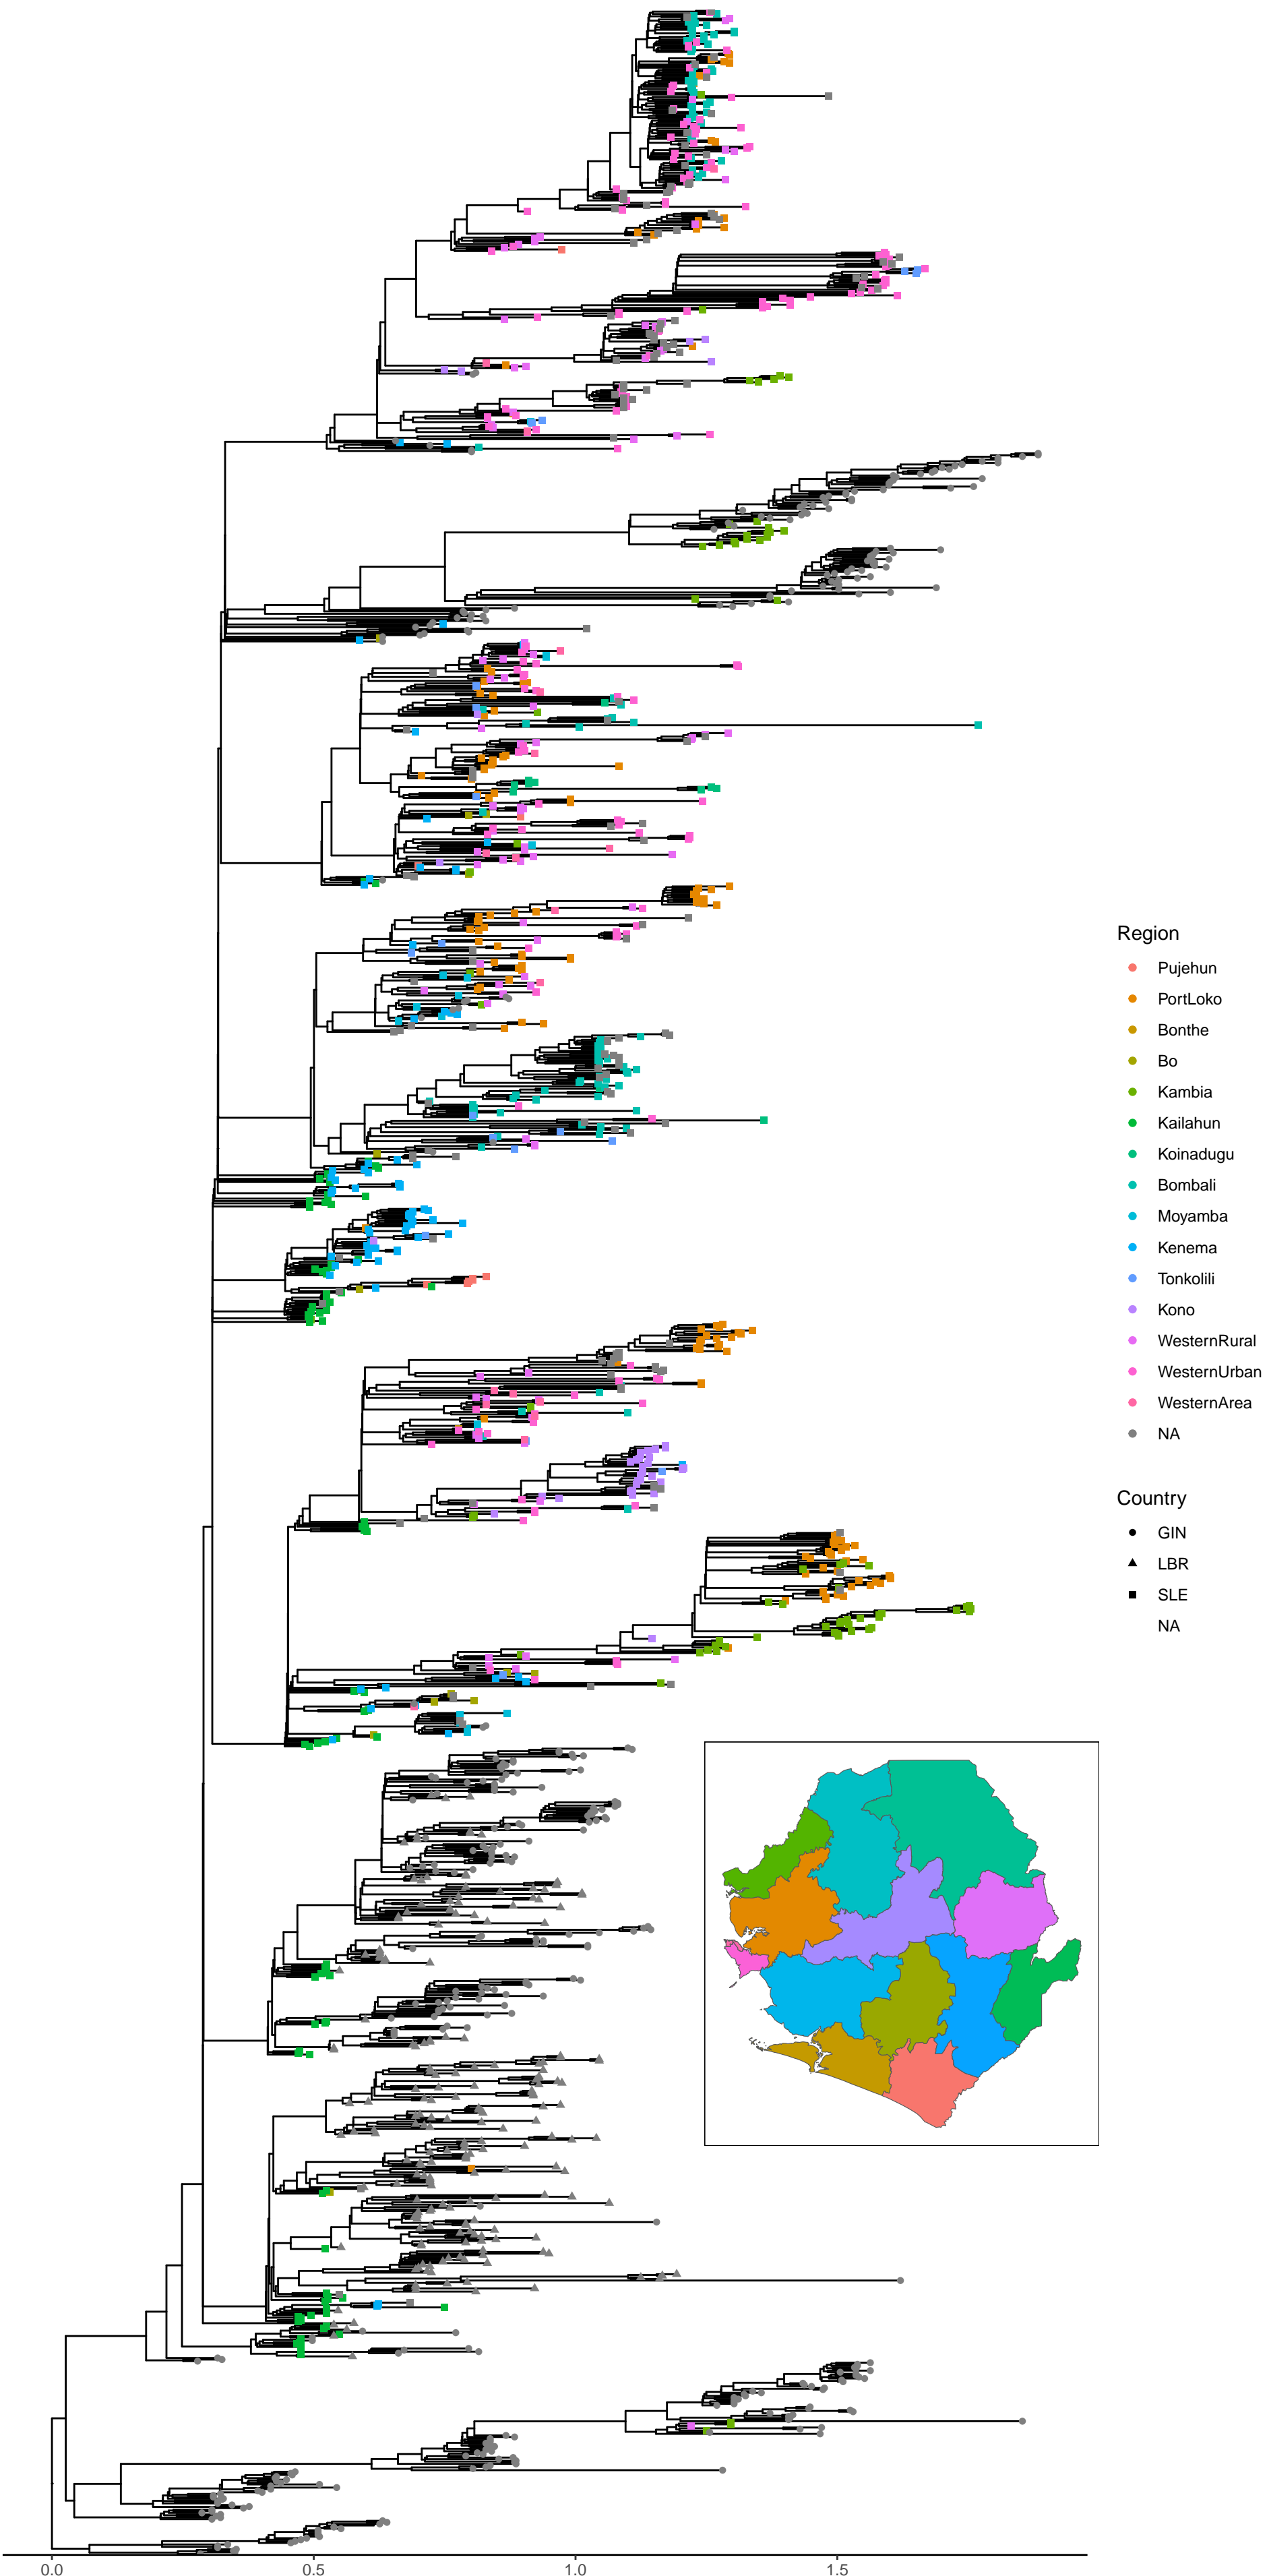 Region
Pujehun
PortLoko
Bonthe
Bo
Kambia
Kailahun
Koinadugu
Bombali
Moyamba
Kenema
Tonkolili
Kono
WesternRural
WesternUrban
WesternArea
NA
Country
GIN
LBR
SLE
NA
0.0 0.5 1.0 1.5